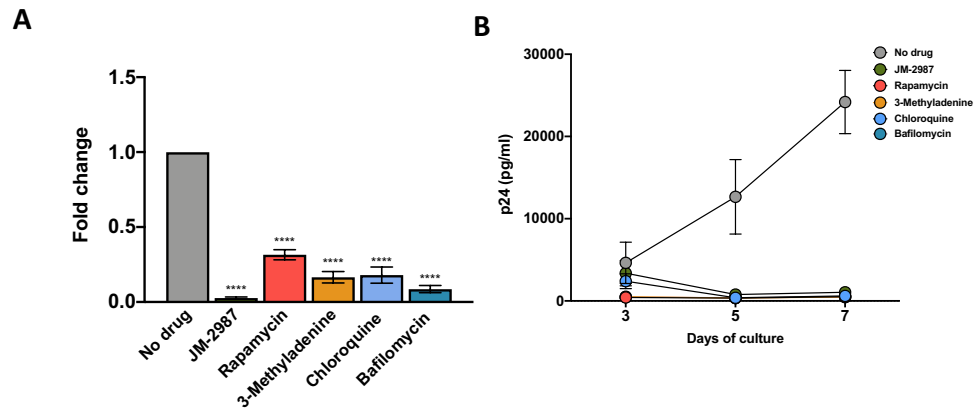 A
Fold change
1.5
1.0
0.5
0.0
****
****
****
****
****
No drug
JM-2987
Rapamycin
3-Methyladenine
Chloroquine
Bafilomycin
B
p24 (pg/ml)
30000
20000
10000
0
3
5
7
Days of culture
No drug
JM-2987
Rapamycin
3-Methyladenine
Chloroquine
Bafilomycin